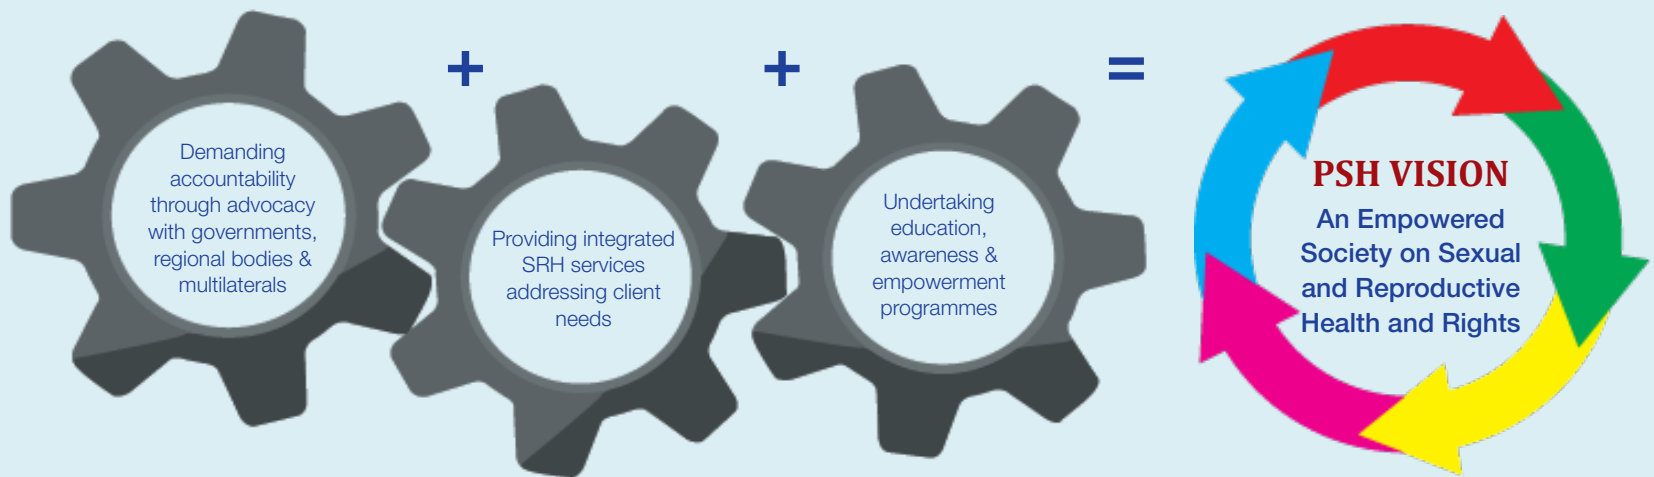 Demanding
accountability
through advocacy
with governments,
regional bodies &
multilaterals
+
Providing integrated
SRH services
addressing client
needs
+
Undertaking
education,
awareness &
empowerment
programmes
=
PSH VISION
An Empowered
Society on Sexual
and Reproductive
Health and Rights